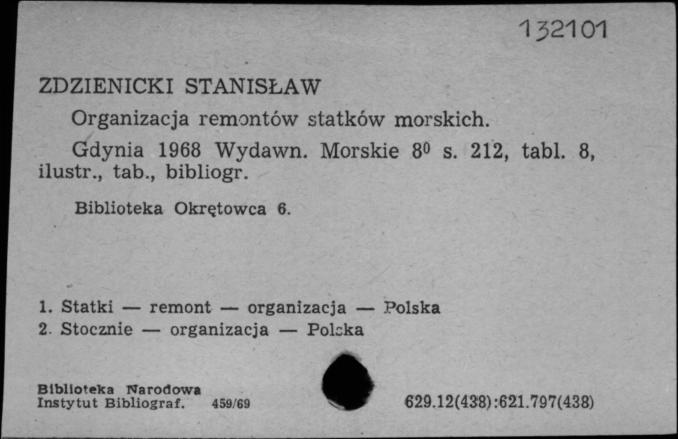 132101
ZDZIENICKI STANISŁAW
Organizacja remontów statków morskich.
Gdynia 1968 Wydawn. Morskie 8⁰ s. 212, tabl. 8,
ilustr., tab., bibliogr.
Biblioteka Okrętowca 6.
1. Statki — remont — organizacja — Polska
2. Stocznie — organizacja — Polska
Biblioteka Narodowa
Instytut Bibliograf. 459/69 629.12(438):621.797(438)